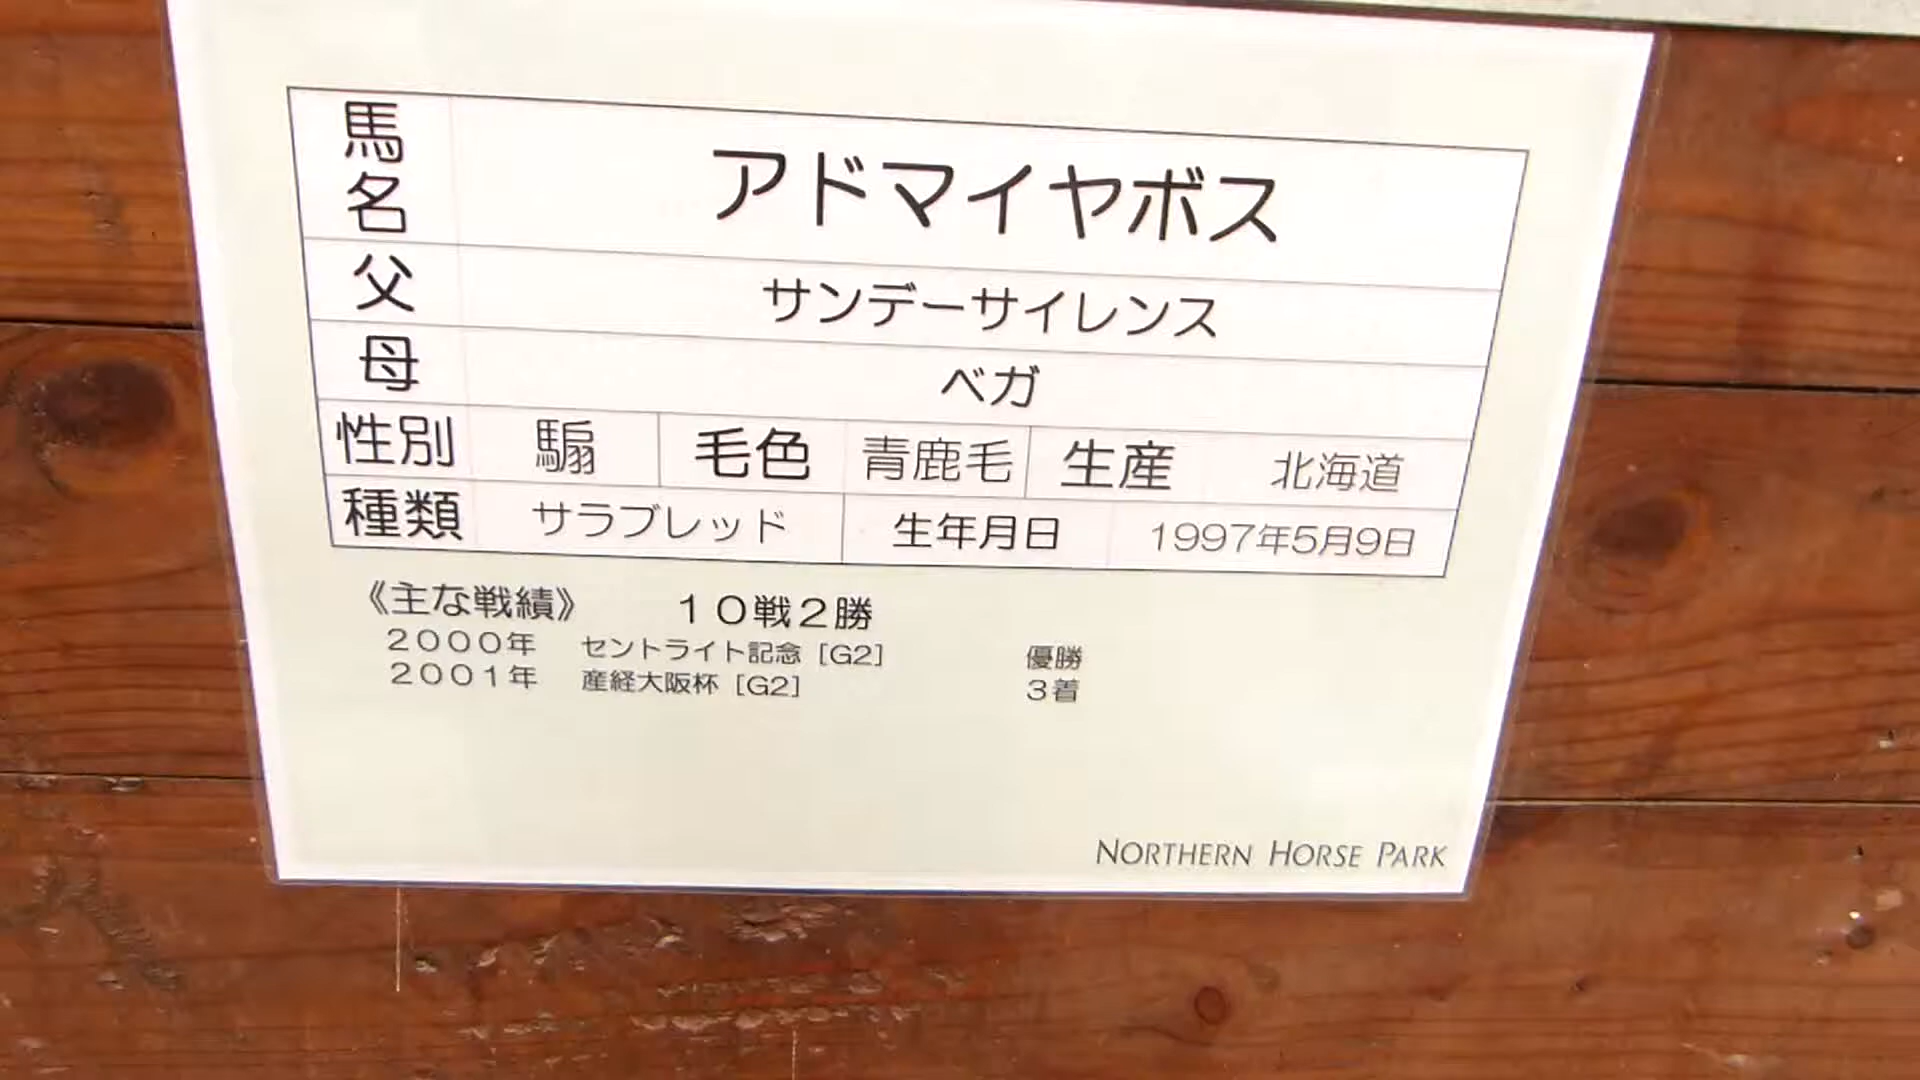 馬名 アドマイヤボス
父 サンデーサイレンス
母 ベガ
性別 騸 毛色 青鹿毛 生産 北海道
種類 サラブレッド 生年月日 1997年5月9日
《主な戦績》 １０戦２勝
２０００年 セントライト記念［G2］ 優勝
２００１年 産経大阪杯［G2］ ３着
NORTHERN HORSE PARK